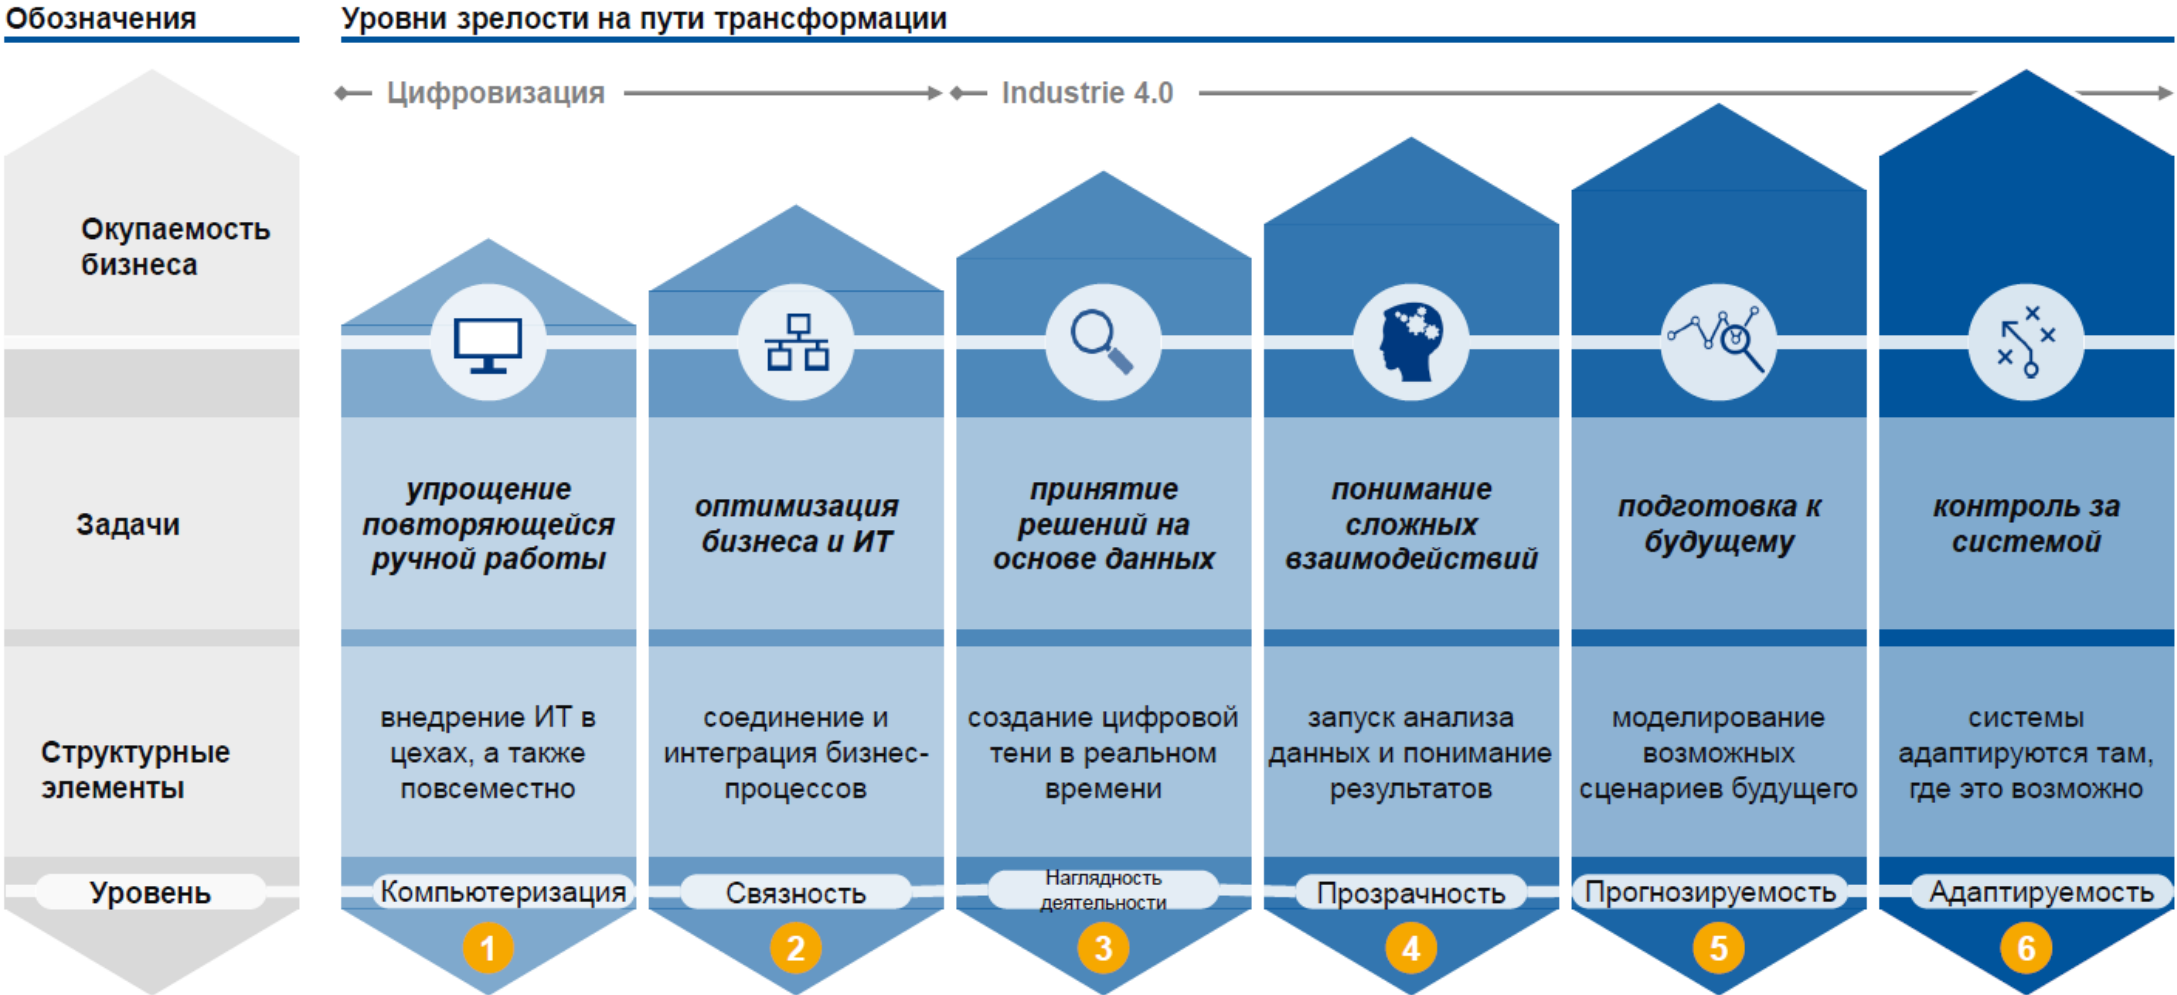 Обозначения
Уровни зрелости на пути трансформации
Цифровизация
Industrie 4.0
Окупаемость
бизнеса
Задачи
упрощение
повторяющейся
ручной работы
оптимизация
бизнеса и ИТ
принятие
решений на
основе данных
понимание
сложных
взаимодействий
подготовка к
будущему
контроль за
системой
Структурные
элементы
внедрение ИТ в
цехах, а также
повсеместно
соединение и
интеграция бизнес-
процессов
создание цифровой
тени в реальном
времени
запуск анализа
данных и понимание
результатов
моделирование
возможных
сценариев будущего
системы
адаптируются там,
где это возможно
Уровень
Компьютеризация
Связность
Наглядность
деятельности
Прозрачность
Прогнозируемость
Адаптируемость
1
2
3
4
5
6